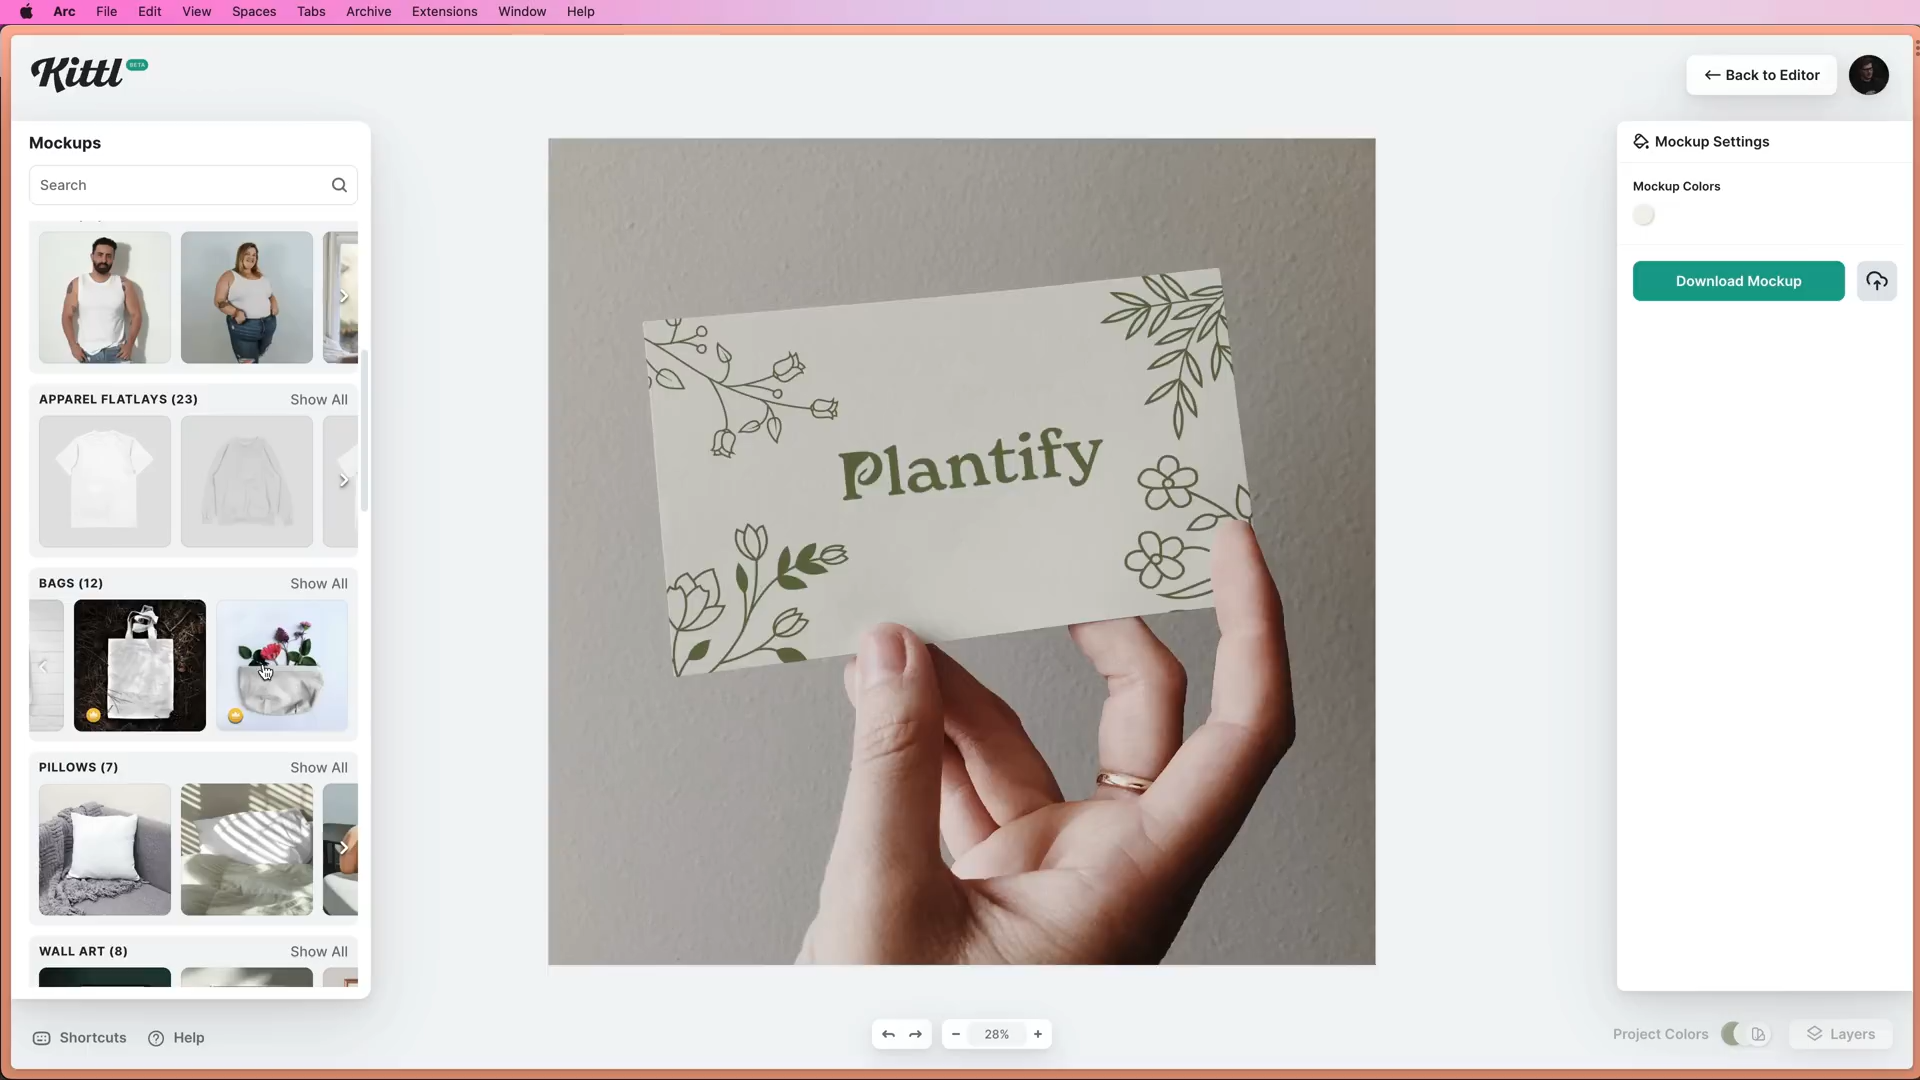 Arc File Edit View Spaces Tabs Archive Extensions Window Help
Kittl BETA
Back to Editor
Mockups
Search
APPAREL FLATLAYS (23) Show All
BAGS (12) Show All
PILLOWS (7) Show All
WALL ART (8) Show All
Plantify
Mockup Settings
Mockup Colors
Download Mockup
Shortcuts Help
28%
Project Colors
Layers